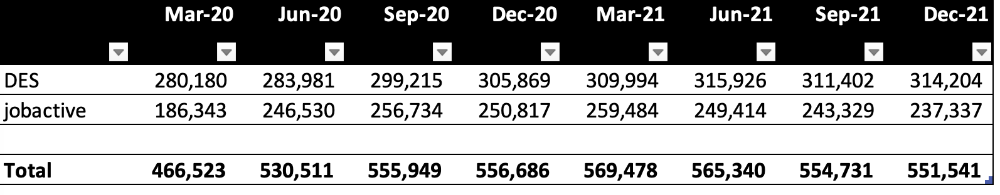 Mar-20 Jun-20 Sep-20 Dec-20 Mar-21 Jun-21 Sep-21 Dec-21
DES 280,180 283,981 299,215 305,869 309,994 315,926 311,402 314,204
jobactive 186,343 246,530 256,734 250,817 259,484 249,414 243,329 237,337
Total 466,523 530,511 555,949 556,686 569,478 565,340 554,731 551,541